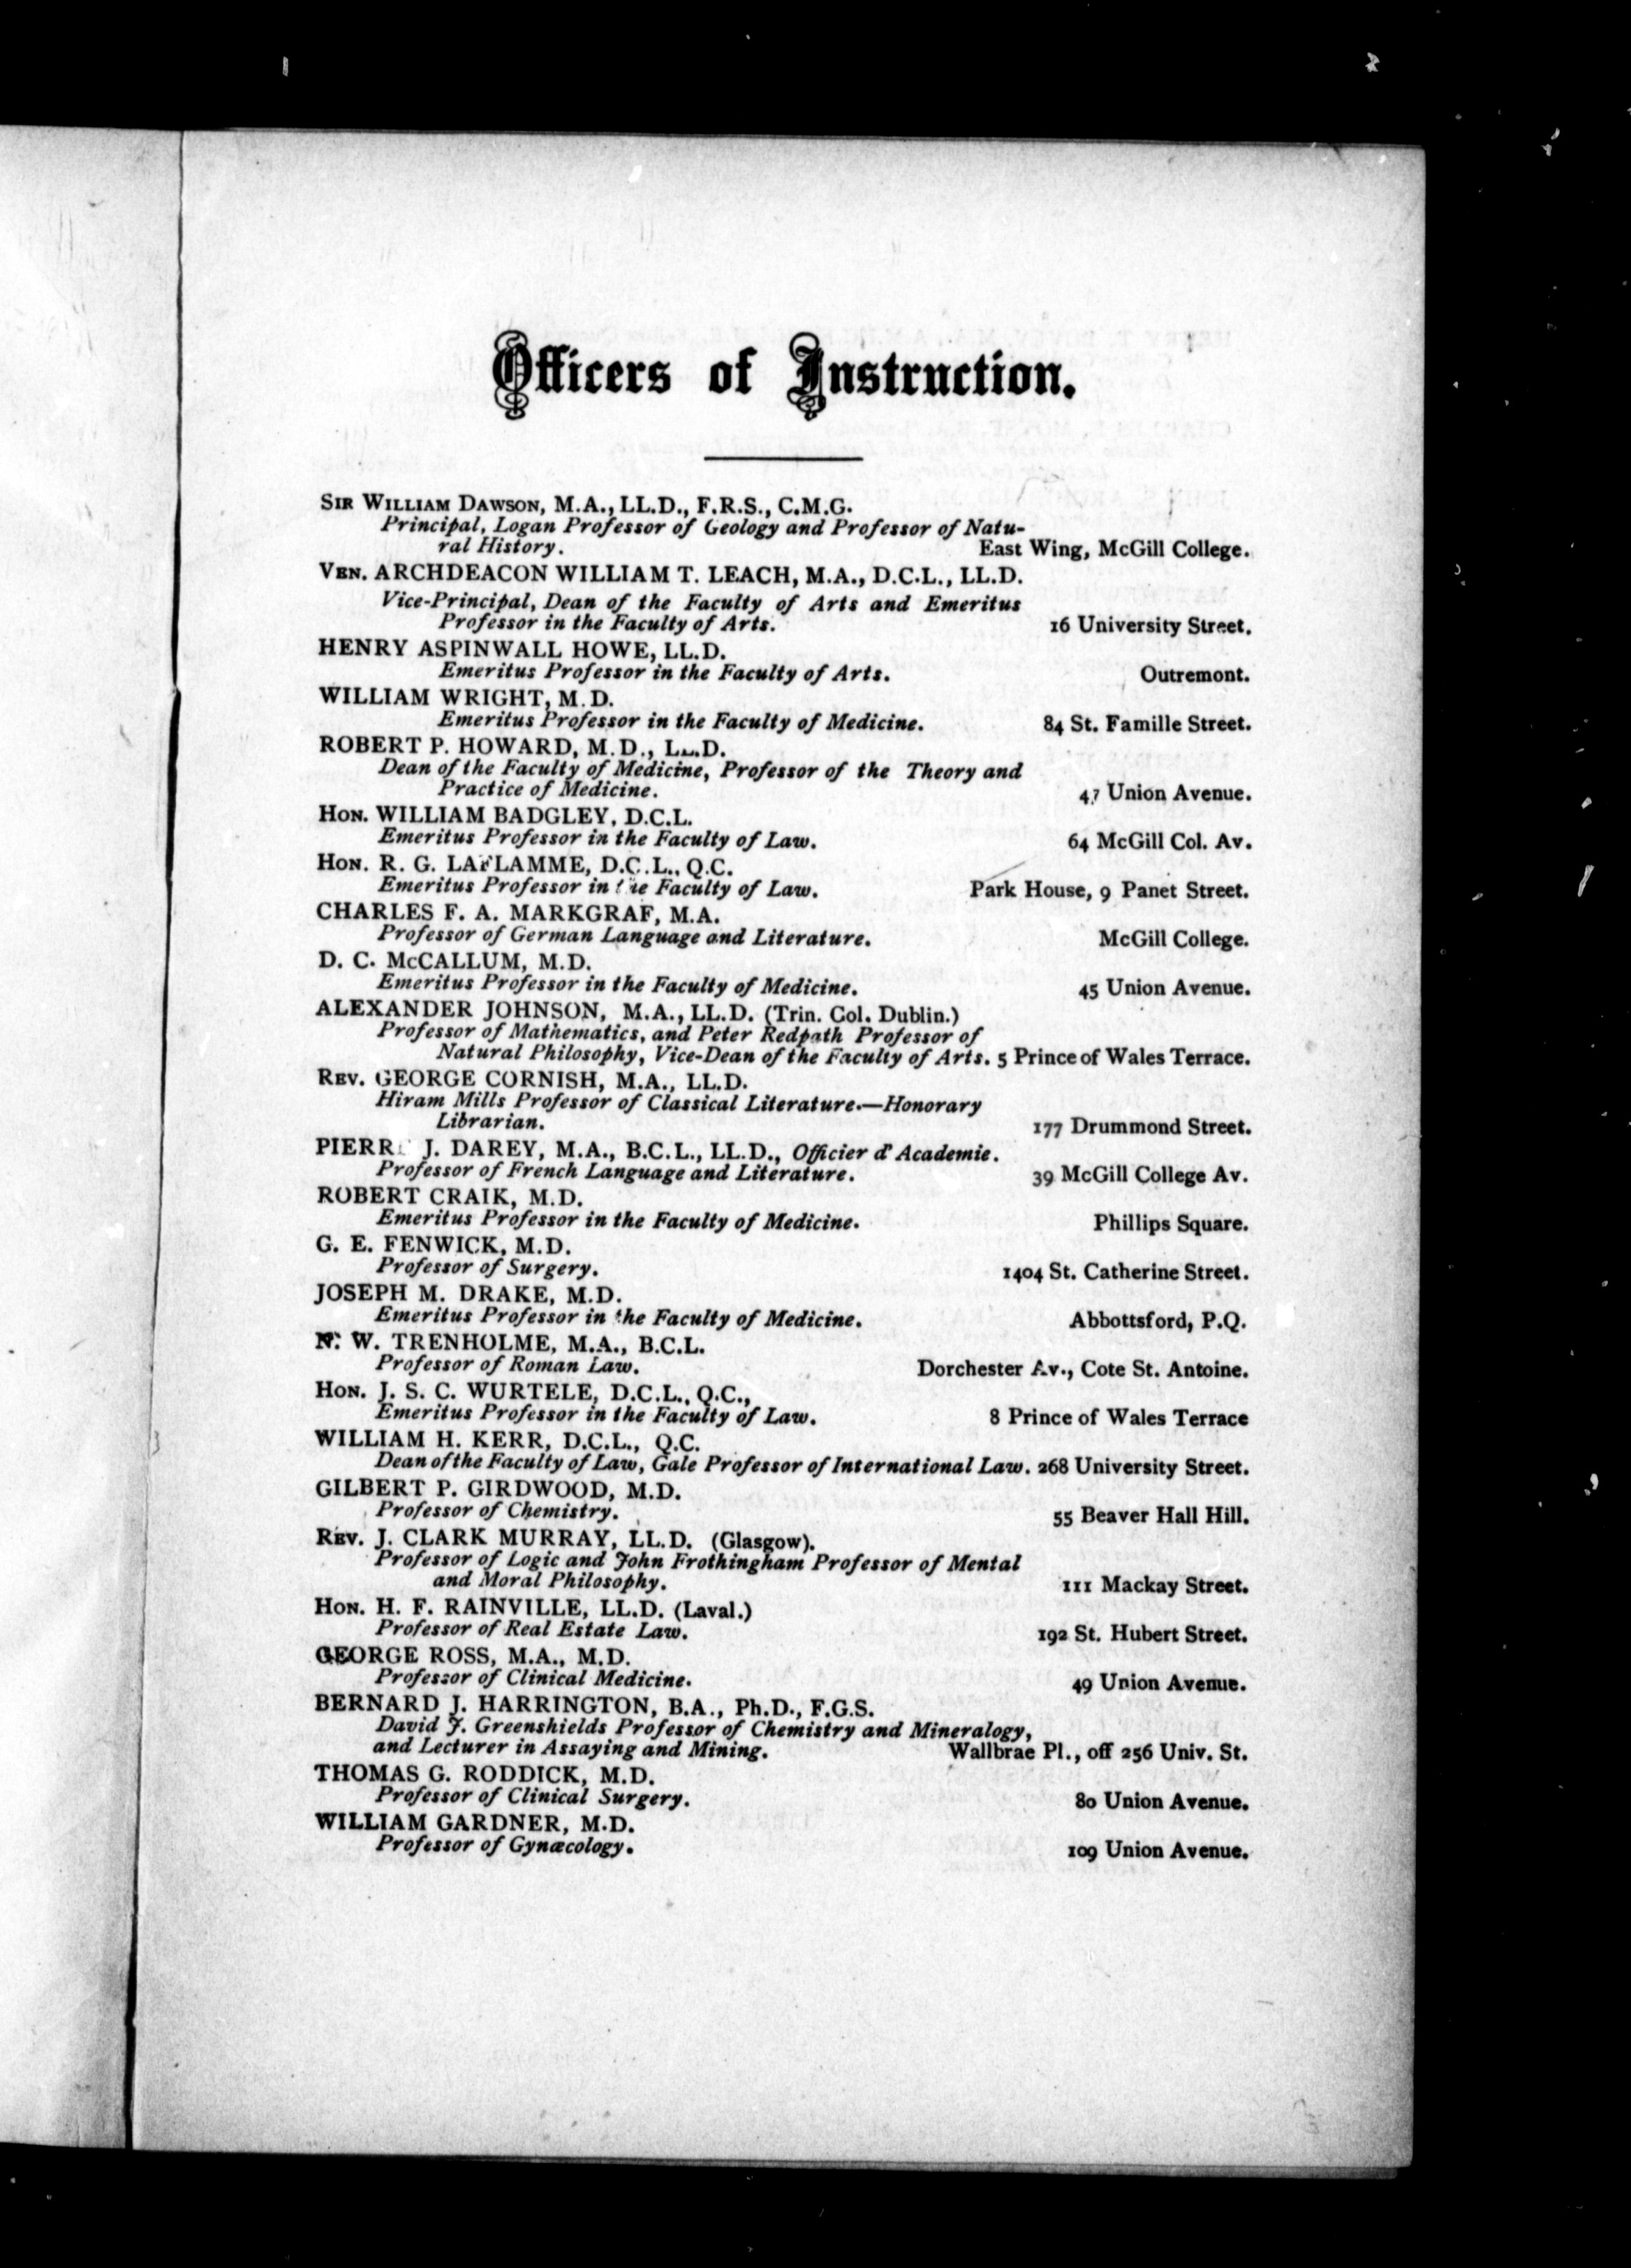 Officers of Instruction.
SIR WILLIAM DAWSON, M.A., LL.D., F.R.S., C.M.G.
Principal, Logan Professor of Geology and Professor of Natu-
ral History. East Wing, McGill College.
VEN. ARCHDEACON WILLIAM T. LEACH, M.A., D.C.L., LL.D.
Vice-Principal, Dean of the Faculty of Arts and Emeritus
Professor in the Faculty of Arts. 16 University Street.
HENRY ASPINWALL HOWE, LL.D.
Emeritus Professor in the Faculty of Arts. Outremont.
WILLIAM WRIGHT, M.D.
Emeritus Professor in the Faculty of Medicine. 84 St. Famille Street.
ROBERT P. HOWARD, M.D., LL.D.
Dean of the Faculty of Medicine, Professor of the Theory and
Practice of Medicine. 47 Union Avenue.
HON. WILLIAM BADGLEY, D.C.L.
Emeritus Professor in the Faculty of Law. 64 McGill Col. Av.
HON. R. G. LAFLAMME, D.C.L., Q.C.
Emeritus Professor in the Faculty of Law. Park House, 9 Panet Street.
CHARLES F. A. MARKGRAF, M.A.
Professor of German Language and Literature. McGill College.
D. C. McCALLUM, M.D.
Emeritus Professor in the Faculty of Medicine. 45 Union Avenue.
ALEXANDER JOHNSON, M.A., LL.D. (Trin. Col. Dublin.)
Professor of Mathematics, and Peter Redpath Professor of
Natural Philosophy, Vice-Dean of the Faculty of Arts. 5 Prince of Wales Terrace.
REV. GEORGE CORNISH, M.A., LL.D.
Hiram Mills Professor of Classical Literature.—Honorary
Librarian. 177 Drummond Street.
PIERRE J. DAREY, M.A., B.C.L., LL.D., Officier d'Academie.
Professor of French Language and Literature. 39 McGill College Av.
ROBERT CRAIK, M.D.
Emeritus Professor in the Faculty of Medicine. Phillips Square.
G. E. FENWICK, M.D.
Professor of Surgery. 1404 St. Catherine Street.
JOSEPH M. DRAKE, M.D.
Emeritus Professor in the Faculty of Medicine. Abbottsford, P.Q.
N. W. TRENHOLME, M.A., B.C.L.
Professor of Roman Law. Dorchester Av., Cote St. Antoine.
HON. J. S. C. WURTELE, D.C.L., Q.C.,
Emeritus Professor in the Faculty of Law. 8 Prince of Wales Terrace
WILLIAM H. KERR, D.C.L., Q.C.
Dean of the Faculty of Law, Gale Professor of International Law. 268 University Street.
GILBERT P. GIRDWOOD, M.D.
Professor of Chemistry. 55 Beaver Hall Hill.
REV. J. CLARK MURRAY, LL.D. (Glasgow).
Professor of Logic and John Frothingham Professor of Mental
and Moral Philosophy. 111 Mackay Street.
HON. H. F. RAINVILLE, LL.D. (Laval.)
Professor of Real Estate Law. 192 St. Hubert Street.
GEORGE ROSS, M.A., M.D.
Professor of Clinical Medicine. 49 Union Avenue.
BERNARD J. HARRINGTON, B.A., Ph.D., F.G.S.
David J. Greenshields Professor of Chemistry and Mineralogy,
and Lecturer in Assaying and Mining. Wallbrae Pl., off 256 Univ. St.
THOMAS G. RODDICK, M.D.
Professor of Clinical Surgery. 80 Union Avenue.
WILLIAM GARDNER, M.D.
Professor of Gynæcology. 109 Union Avenue.